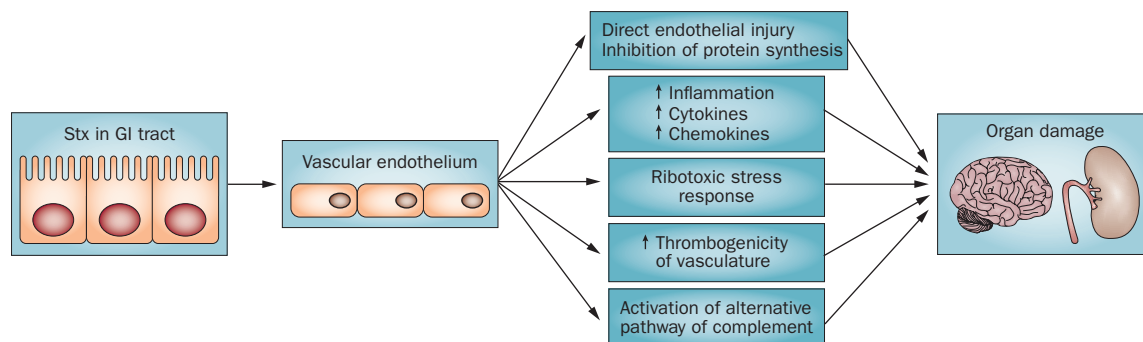 Stx in GI tract
Vascular endothelium
Direct endothelial injury
Inhibition of protein synthesis
↑ Inflammation
↑ Cytokines
↑ Chemokines
Ribotoxic stress
response
↑ Thrombogenicity
of vasculature
Activation of alternative
pathway of complement
Organ damage